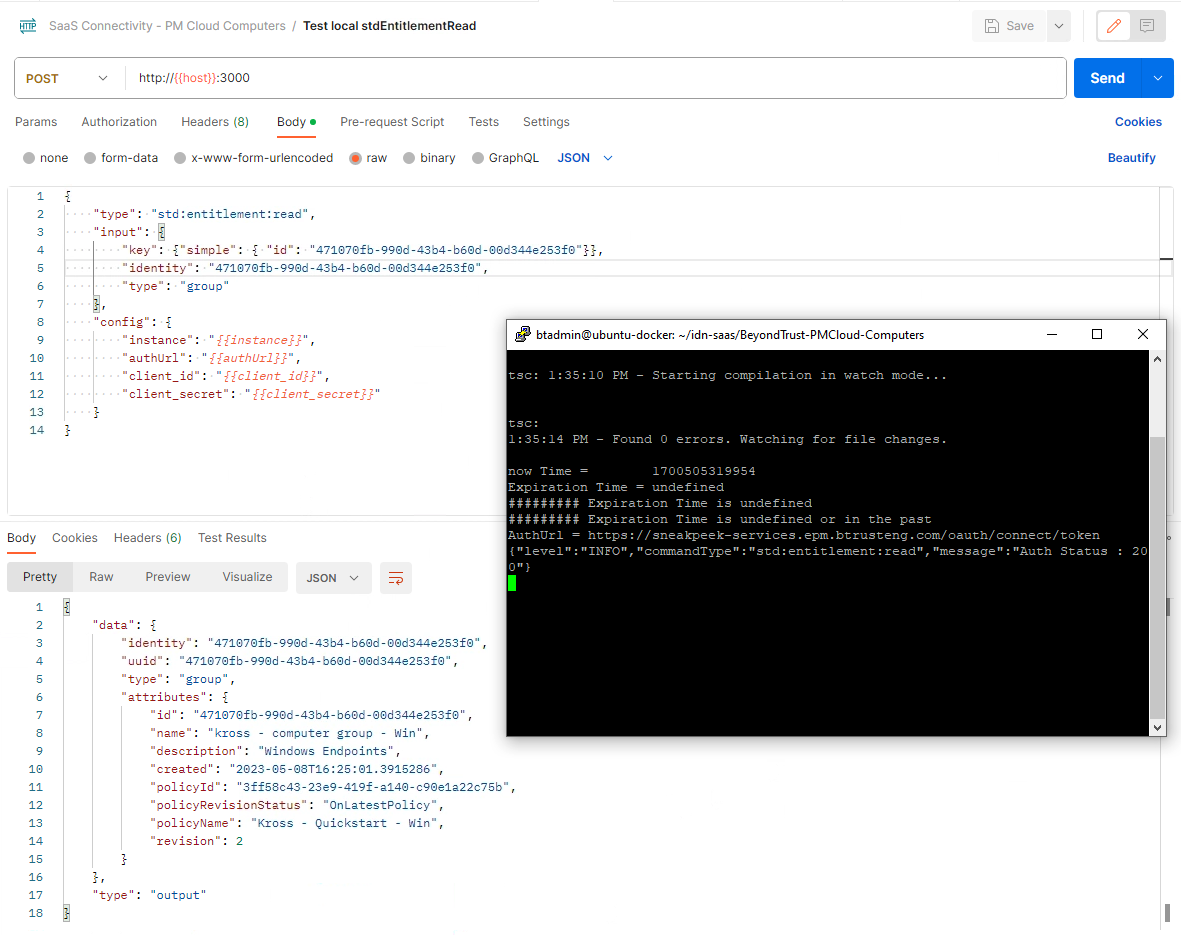 HTTP SaaS Connectivity - PM Cloud Computers / Test local stdEntitlementRead
Save
POST http://{{host}}:3000
Send
Params Authorization Headers (8) Body Pre-request Script Tests Settings Cookies
none form-data x-www-form-urlencoded raw binary GraphQL JSON Beautify
1 {
2 ····"type": "std:entitlement:read",
3 ····"input": {
4 ········"key": {"simple": { "id": "471070fb-990d-43b4-b60d-00d344e253f0"}},
5 ········"identity": "471070fb-990d-43b4-b60d-00d344e253f0",
6 ········"type": "group"
7 ····},
8 ····"config": {
9 ········"instance": "{{instance}}",
10 ········"authUrl": "{{authUrl}}",
11 ········"client_id": "{{client_id}}",
12 ········"client_secret": "{{client_secret}}"
13 ····}
14 }
btadmin@ubuntu-docker: ~/idn-saas/BeyondTrust-PMCloud-Computers
tsc: 1:35:10 PM - Starting compilation in watch mode...
tsc:
1:35:14 PM - Found 0 errors. Watching for file changes.
now Time = 1700505319954
Expiration Time = undefined
######### Expiration Time is undefined
######### Expiration Time is undefined or in the past
AuthUrl = https://sneakpeek-services.epm.btrusteng.com/oauth/connect/token
{"level":"INFO","commandType":"std:entitlement:read","message":"Auth Status : 20
0"}
Body Cookies Headers (6) Test Results
Pretty Raw Preview Visualize JSON
1 {
2 "data": {
3 "identity": "471070fb-990d-43b4-b60d-00d344e253f0",
4 "uuid": "471070fb-990d-43b4-b60d-00d344e253f0",
5 "type": "group",
6 "attributes": {
7 "id": "471070fb-990d-43b4-b60d-00d344e253f0",
8 "name": "kross - computer group - Win",
9 "description": "Windows Endpoints",
10 "created": "2023-05-08T16:25:01.3915286",
11 "policyId": "3ff58c43-23e9-419f-a140-c90e1a22c75b",
12 "policyRevisionStatus": "OnLatestPolicy",
13 "policyName": "Kross - Quickstart - Win",
14 "revision": 2
15 }
16 },
17 "type": "output"
18 }